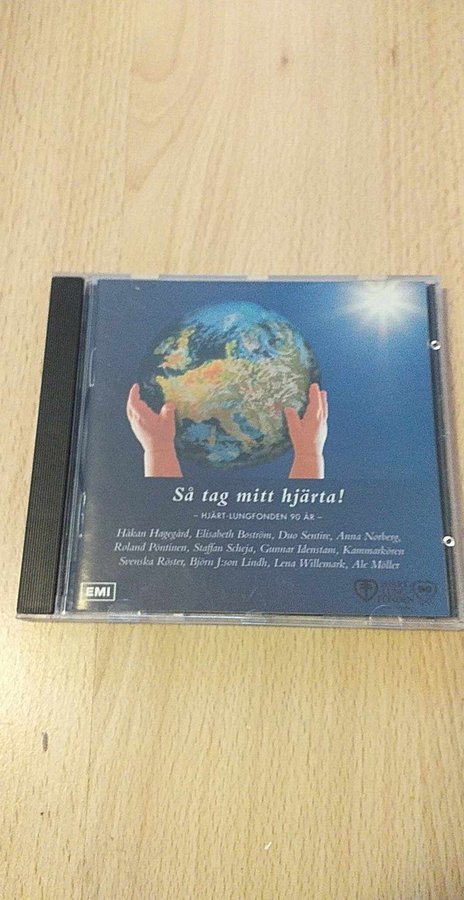 Så tag mitt hjärta!
– HJÄRT-LUNGFONDEN 90 ÅR –
Håkan Hagegård, Elisabeth Boström, Duo Sentire, Anna Norberg,
Roland Pöntinen, Staffan Scheja, Gunnar Idenstam, Kammarkören
Svenska Röster, Björn J:son Lindh, Lena Willemark, Ale Möller
EMI
90